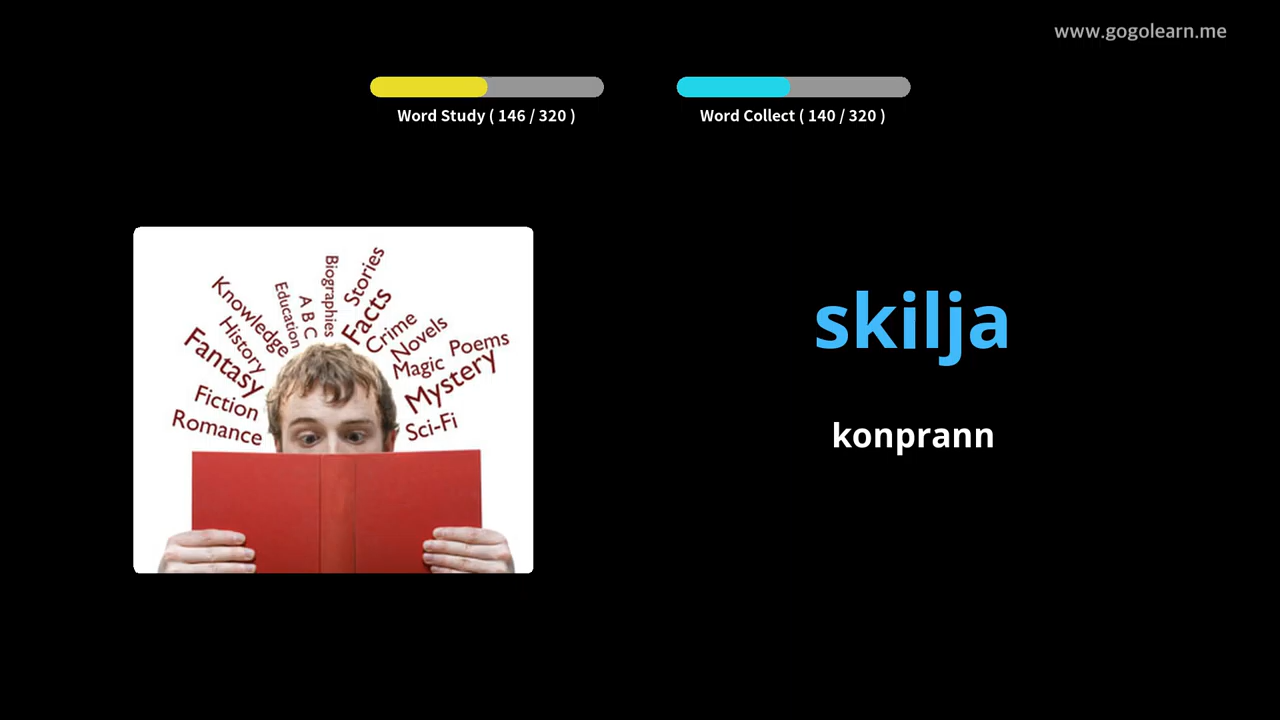 www.gogolearn.me
Word Study ( 146 / 320 )
Word Collect ( 140 / 320 )
Romance
Fiction
Fantasy
History
Knowledge
Education
A B C
Biographies
Stories
Facts
Crime
Novels
Magic
Poems
Mystery
Sci-Fi
skilja
konprann